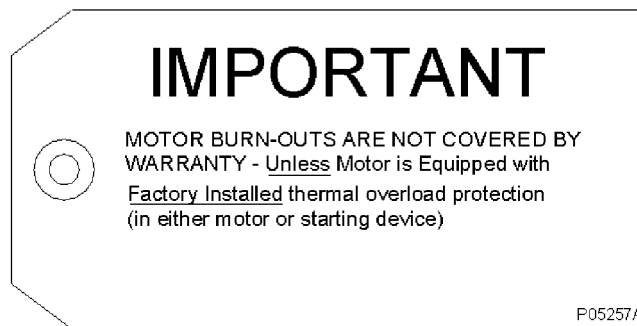 IMPORTANT
MOTOR BURN-OUTS ARE NOT COVERED BY
WARRANTY - Unless Motor is Equipped with
Factory Installed thermal overload protection
(in either motor or starting device)
P05257A